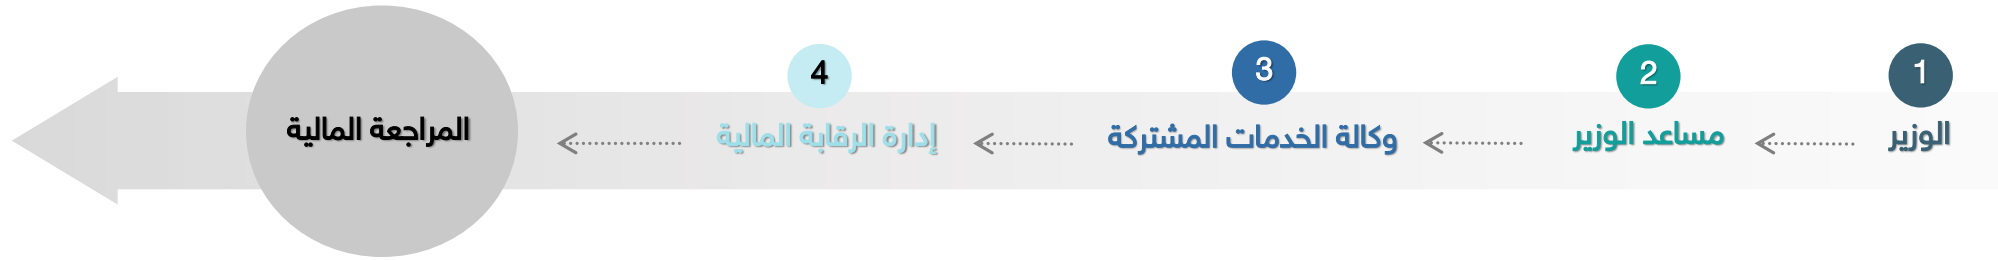 1
الوزير
2
مساعد الوزير
3
وكالة الخدمات المشتركة
4
إدارة الرقابة المالية
المراجعة المالية